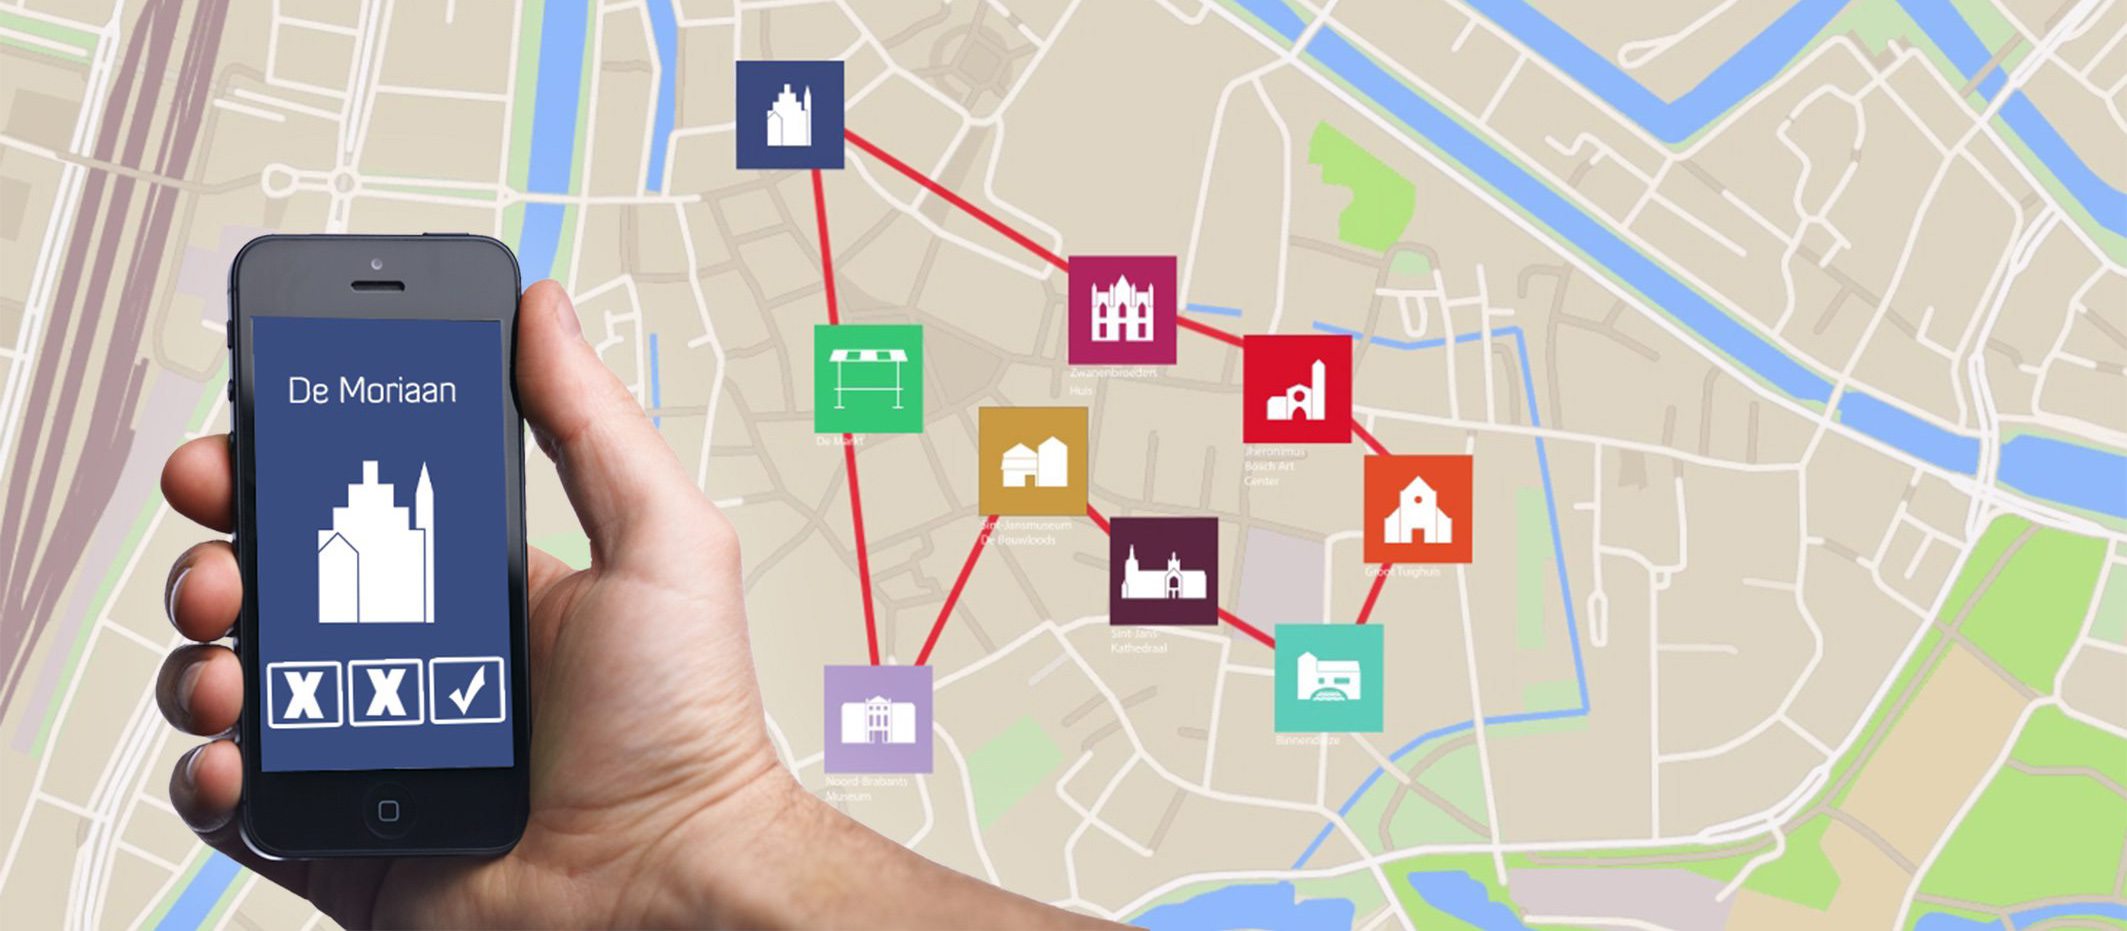 De Moriaan
X X
Zwanenbroeders
Huis
De Markt
Jheronimus
Bosch Art
Center
Sint-Jansmuseum
De Bouwloods
Groot Tuighuis
Sint-Jans-
Kathedraal
Binnendieze
Noord-Brabants
Museum